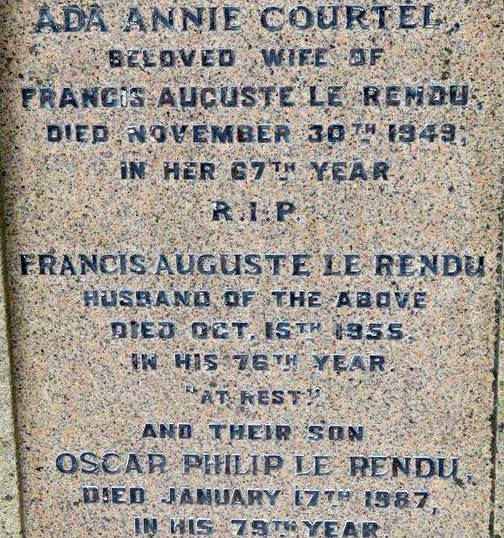 ADA ANNIE COURTEL,
BELOVED WIFE OF
FRANCIS AUGUSTE LE RENDU,
DIED NOVEMBER 30TH 1949,
IN HER 67TH YEAR
R.I.P.
FRANCIS AUGUSTE LE RENDU
HUSBAND OF THE ABOVE
DIED OCT. 15TH 1955,
IN HIS 76TH YEAR.
"AT REST"
AND THEIR SON
OSCAR PHILIP LE RENDU,
DIED JANUARY 17TH 1987,
IN HIS 79TH YEAR.